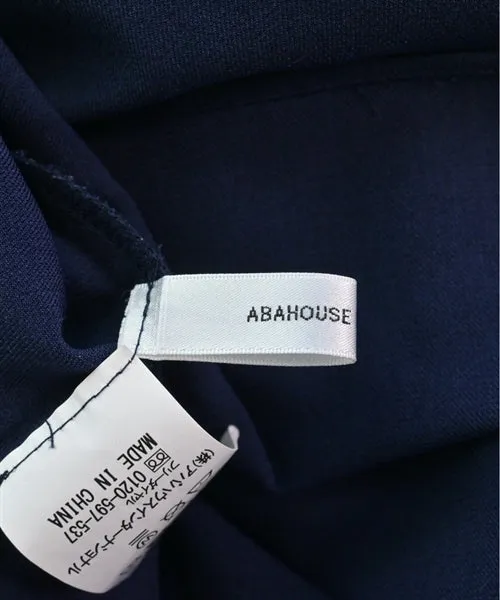 ABAHOUSE
(株)アバハウスインターナショナル
フリーダイヤル
0120-597-537
MADE IN CHINA